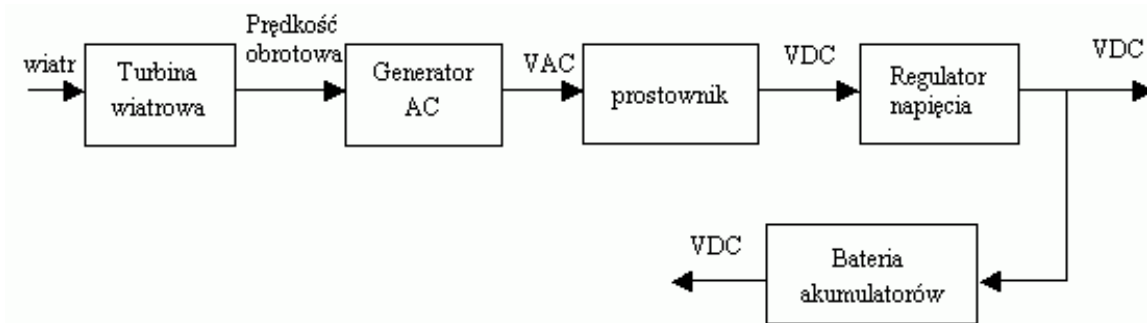 wiatr
Turbina
wiatrowa
Prędkość
obrotowa
Generator
AC
VAC
prostownik
VDC
Regulator
napięcia
VDC
VDC
Bateria
akumulatorów